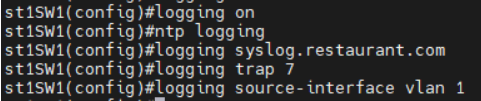 st1SW1(config)#logging on
st1SW1(config)#ntp logging
st1SW1(config)#logging syslog.restaurant.com
st1SW1(config)#logging trap 7
st1SW1(config)#logging source-interface vlan 1